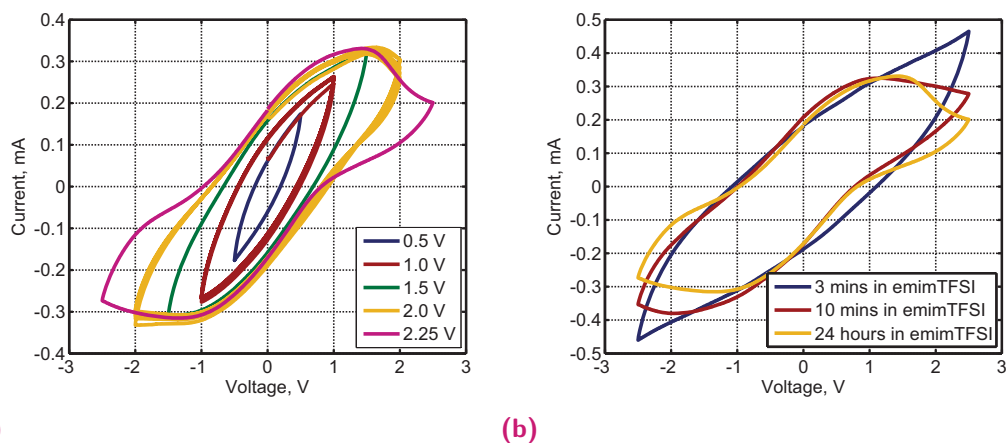 0.4
0.3
0.2
0.1
0
-0.1
-0.2
-0.3
-0.4
Current, mA
-3
-2
-1
0
1
2
3
Voltage, V
0.5 V
1.0 V
1.5 V
2.0 V
2.25 V
0.5
0.4
0.3
0.2
0.1
0
-0.1
-0.2
-0.3
-0.4
-0.5
Current, mA
-3
-2
-1
0
1
2
3
Voltage, V
3 mins in emimTFSI
10 mins in emimTFSI
24 hours in emimTFSI
(b)